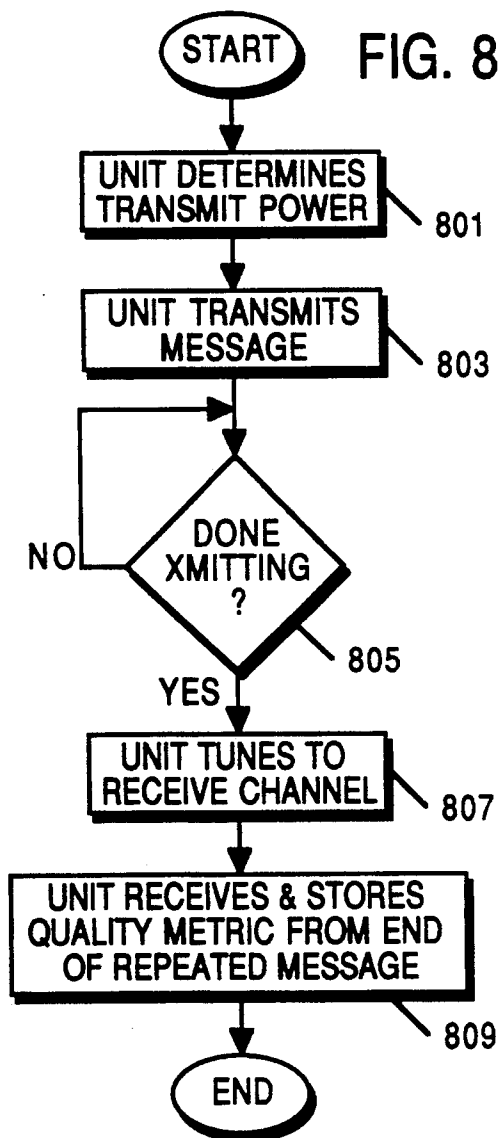 START
FIG. 8
UNIT DETERMINES
TRANSMIT POWER
801
UNIT TRANSMITS
MESSAGE
803
DONE
XMITTING
?
NO
805
YES
UNIT TUNES TO
RECEIVE CHANNEL
807
UNIT RECEIVES & STORES
QUALITY METRIC FROM END
OF REPEATED MESSAGE
809
END